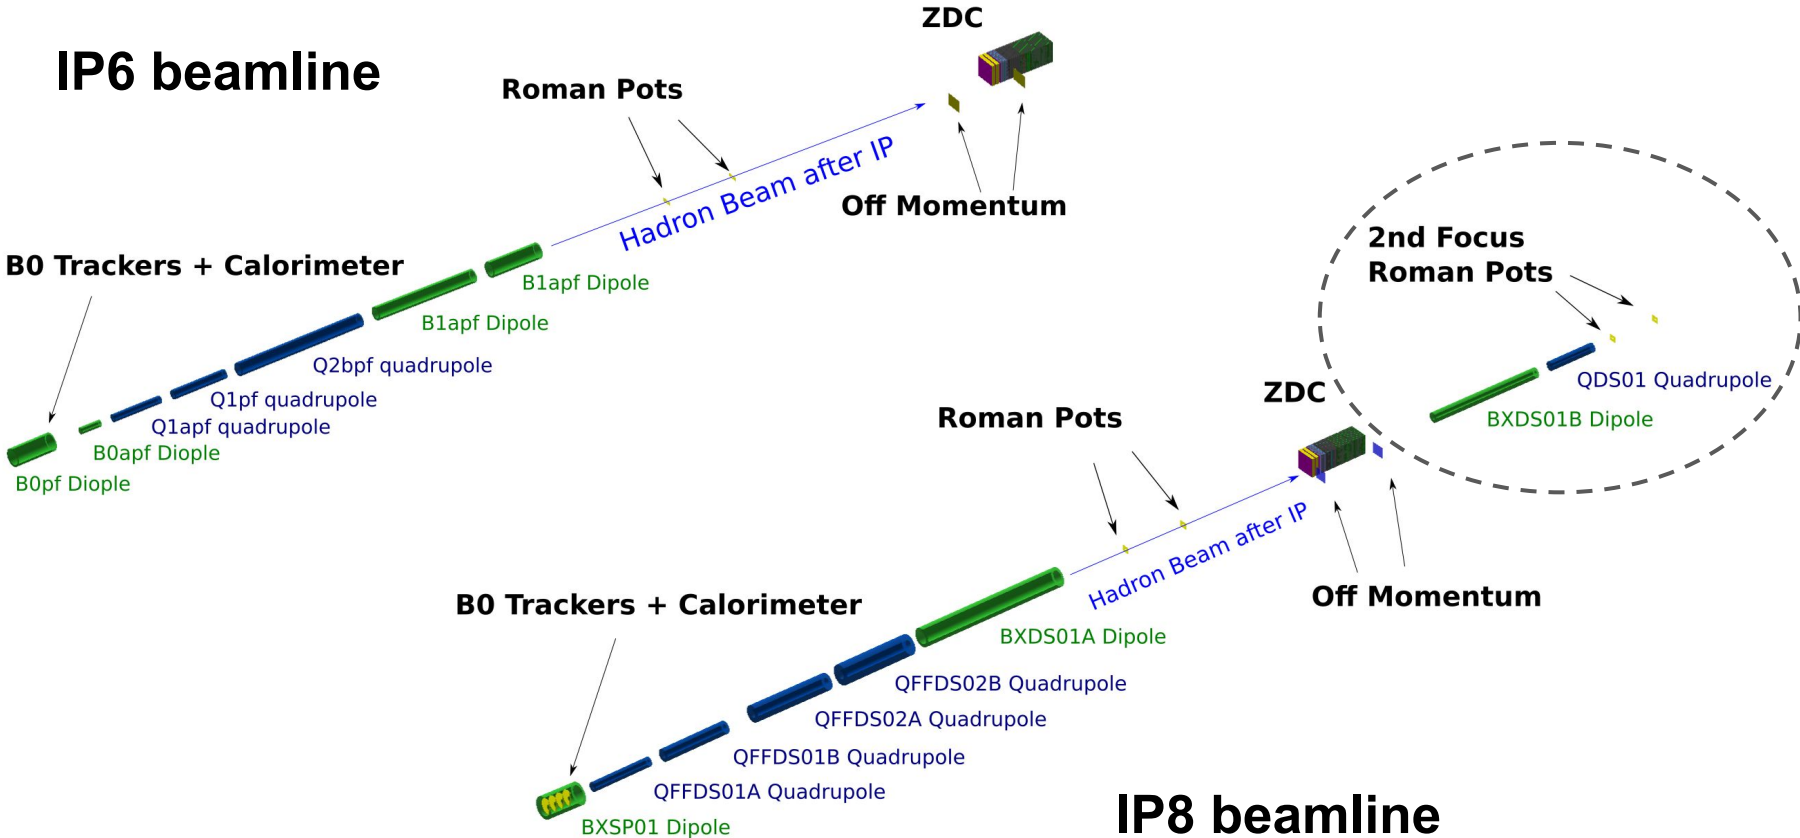 IP6 beamline
ZDC
Roman Pots
Hadron Beam after IP
Off Momentum
B0 Trackers + Calorimeter
B1apf Dipole
B1apf Dipole
Q2bpf quadrupole
Q1pf quadrupole
Q1apf quadrupole
B0apf Diople
B0pf Diople
2nd Focus
Roman Pots
QDS01 Quadrupole
BXDS01B Dipole
ZDC
Roman Pots
Hadron Beam after IP
Off Momentum
B0 Trackers + Calorimeter
BXDS01A Dipole
QFFDS02B Quadrupole
QFFDS02A Quadrupole
QFFDS01B Quadrupole
QFFDS01A Quadrupole
BXSP01 Dipole
IP8 beamline